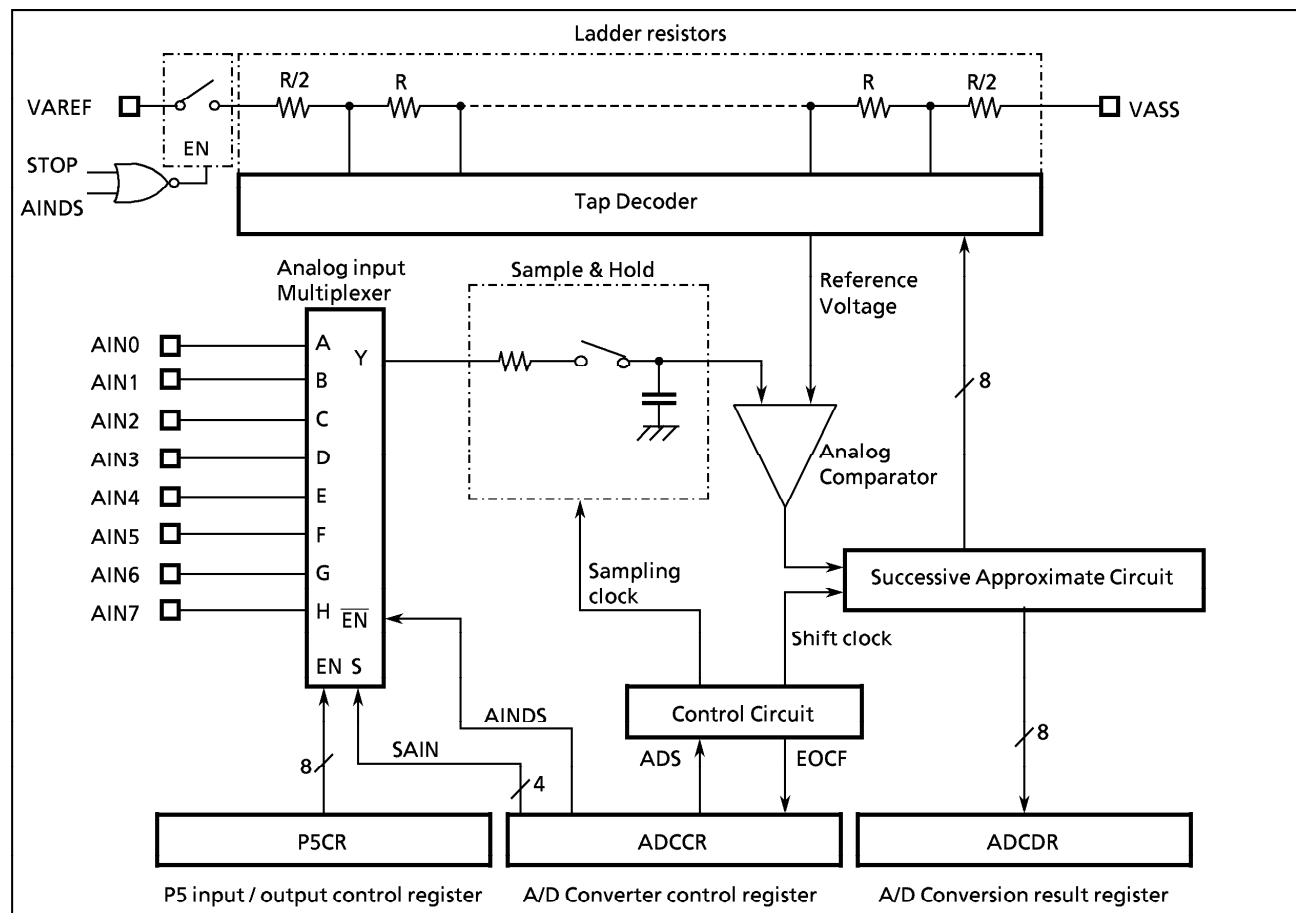 Ladder resistors
R/2
R
R
R/2
VAREF
VASS
EN
STOP
AINDS
Tap Decoder
Analog input
Multiplexer
Sample & Hold
Reference
Voltage
AIN0
A
Y
AIN1
B
8
AIN2
C
AIN3
D
Analog
Comparator
AIN4
E
AIN5
F
AIN6
G
Sampling
clock
Successive Approximate Circuit
AIN7
H
EN
Shift clock
EN S
AINDS
Control Circuit
SAIN
ADS
EOCF
8
8
4
P5CR
ADCCR
ADCDR
P5 input / output control register
A/D Converter control register
A/D Conversion result register